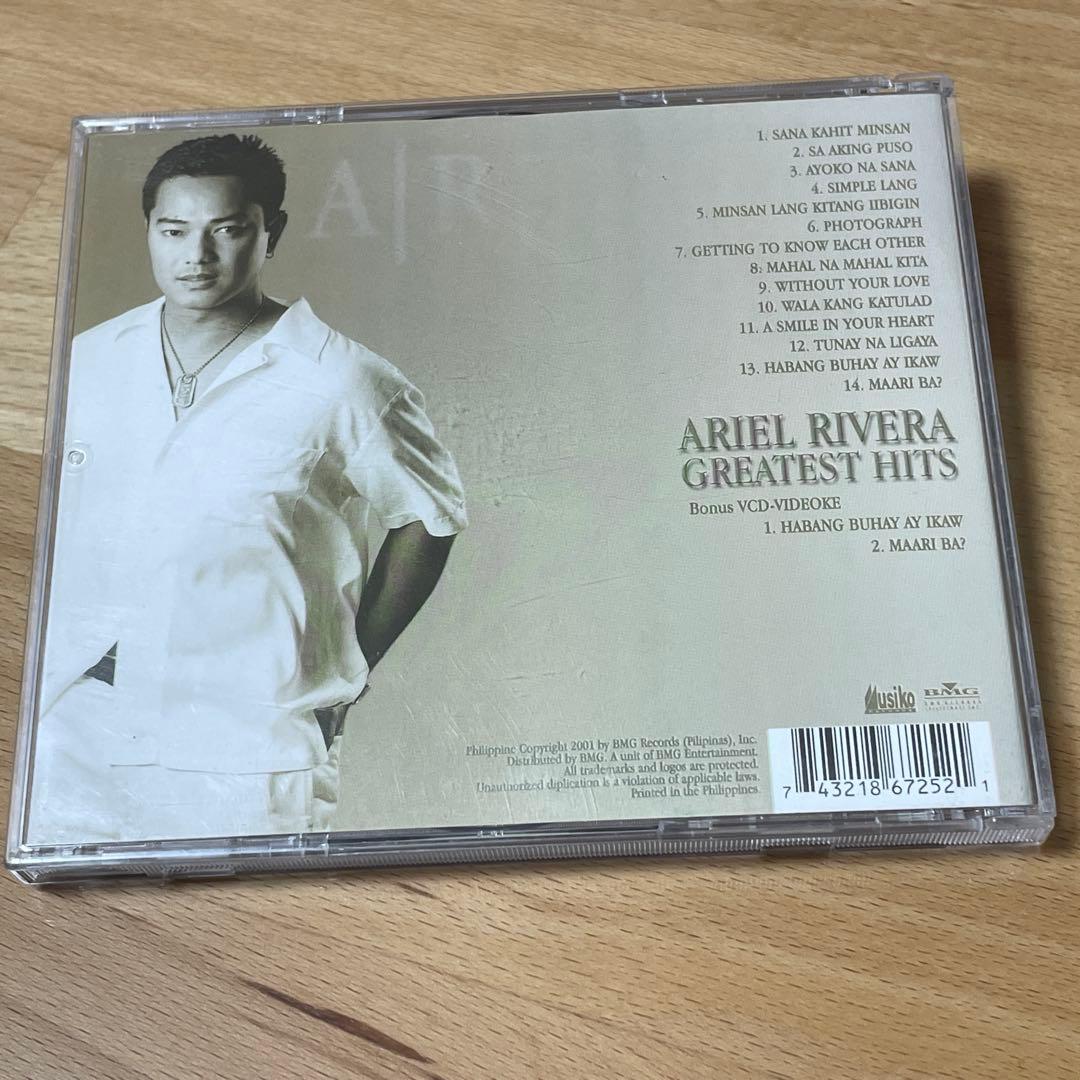 A|R
1. SANA KAHIT MINSAN
2. SA AKING PUSO
3. AYOKO NA SANA
4. SIMPLE LANG
5. MINSAN LANG KITANG IIBIGIN
6. PHOTOGRAPH
7. GETTING TO KNOW EACH OTHER
8. MAHAL NA MAHAL KITA
9. WITHOUT YOUR LOVE
10. WALA KANG KATULAD
11. A SMILE IN YOUR HEART
12. TUNAY NA LIGAYA
13. HABANG BUHAY AY IKAW
14. MAARI BA?
ARIEL RIVERA
GREATEST HITS
Bonus VCD-VIDEOKE
1. HABANG BUHAY AY IKAW
2. MAARI BA?
Musiko
RECORDS
BMG
Philippine Copyright 2001 by BMG Records (Pilipinas), Inc.
Distributed by BMG. A unit of BMG Entertainment.
All trademarks and logos are protected.
Unauthorized diplication is a violation of applicable laws.
Printed in the Philippines.
7 43218 67252 1